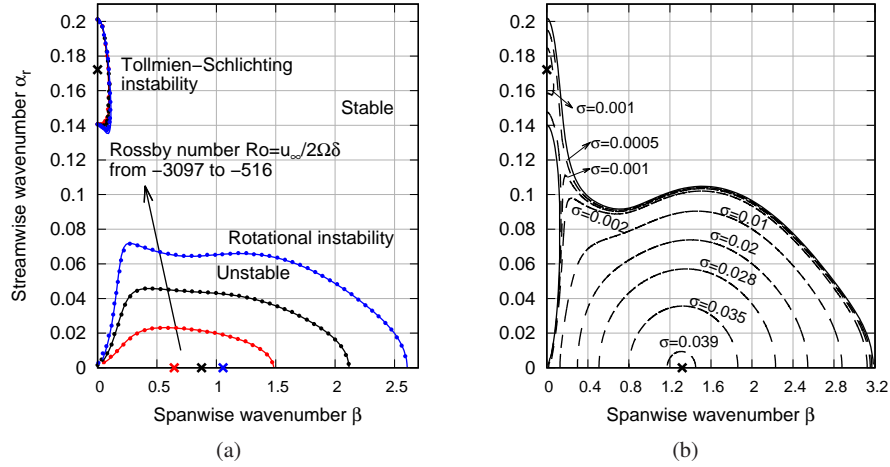 0.2
0.18
0.16
0.14
0.12
0.1
0.08
0.06
0.04
0.02
0
Streamwise wavenumber αr
Tollmien−Schlichting
instability
Stable
Rossby number Ro=u∞/2Ωδ
from −3097 to −516
Rotational instability
Unstable
0 0.5 1 1.5 2 2.5
Spanwise wavenumber β
(a)
0.2
0.18
0.16
0.14
0.12
0.1
0.08
0.06
0.04
0.02
0
σ=0.001
σ=0.0005
σ=0.001
σ=0.002
σ=0.01
σ=0.02
σ=0.028
σ=0.035
σ=0.039
0 0.4 0.8 1.2 1.6 2 2.4 2.8 3.2
Spanwise wavenumber β
(b)